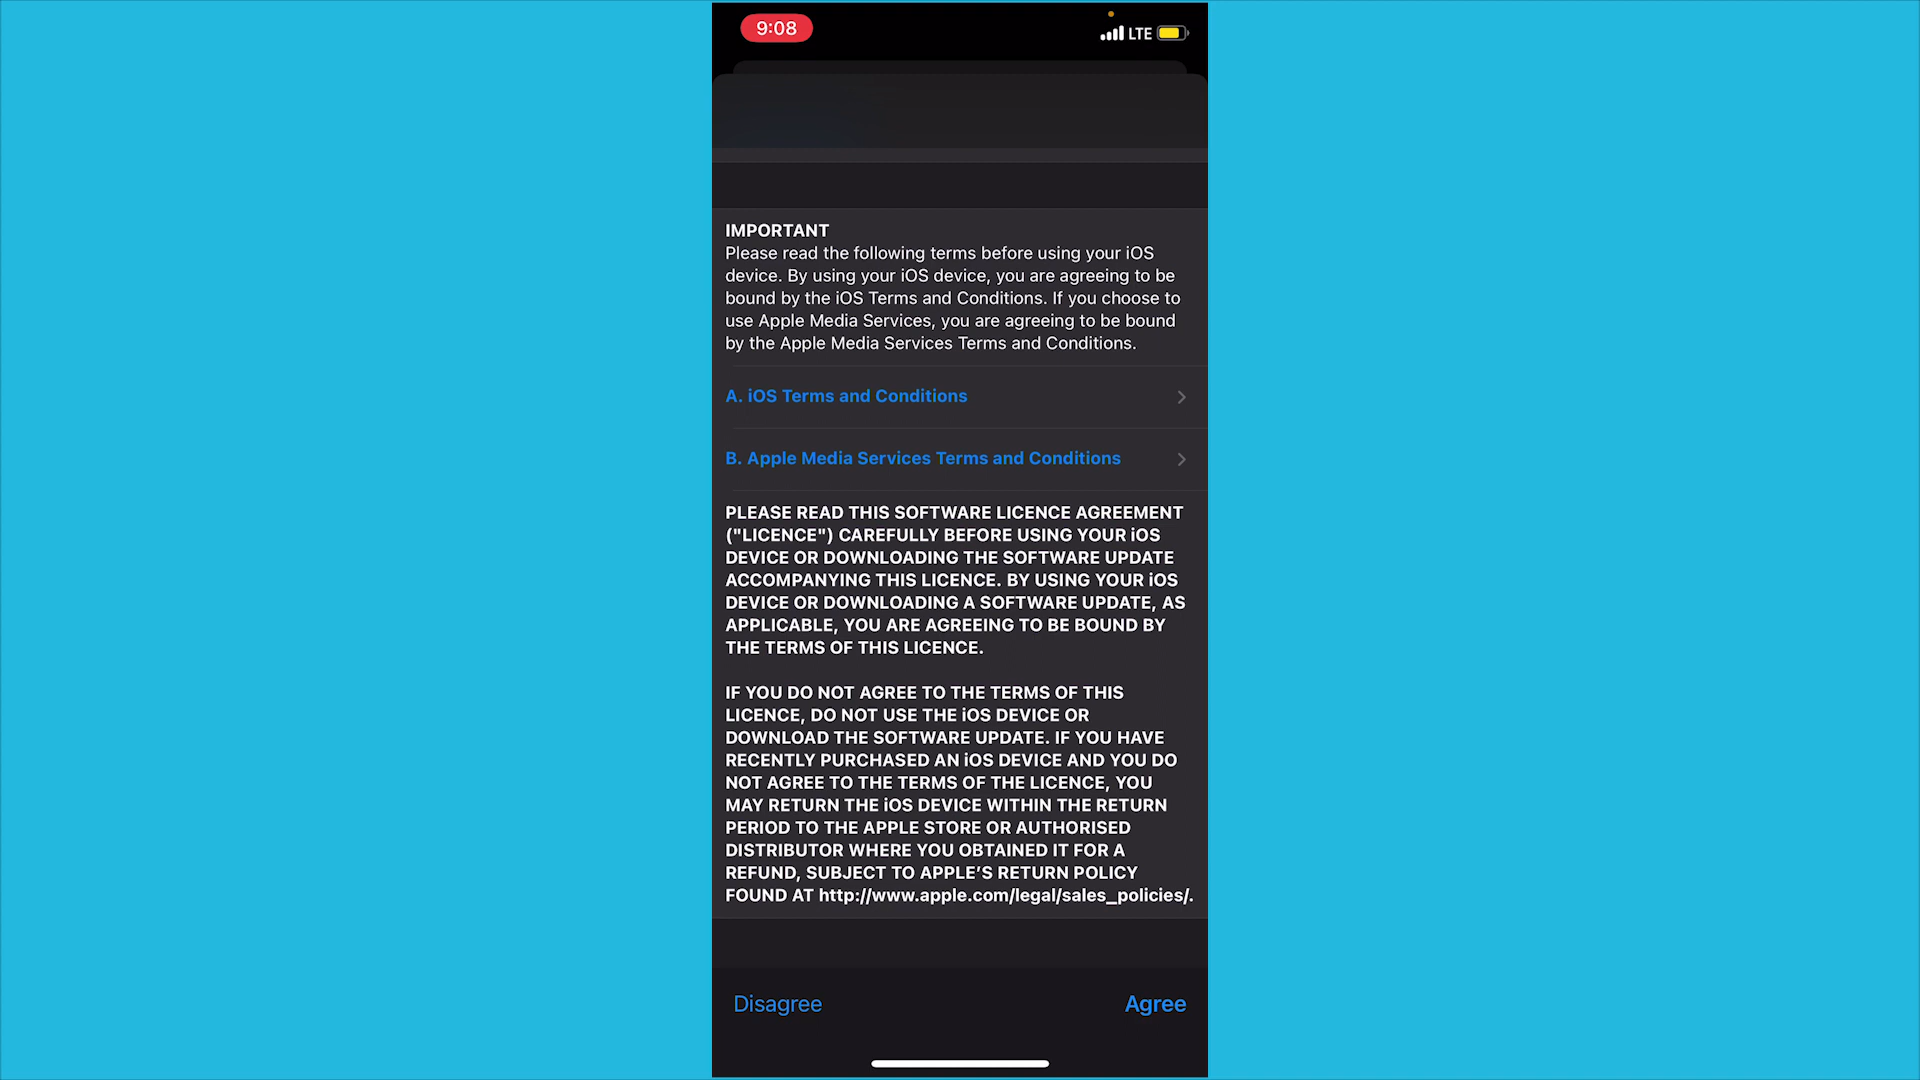 9:08
LTE
IMPORTANT
Please read the following terms before using your iOS
device. By using your iOS device, you are agreeing to be
bound by the iOS Terms and Conditions. If you choose to
use Apple Media Services, you are agreeing to be bound
by the Apple Media Services Terms and Conditions.
A. iOS Terms and Conditions
B. Apple Media Services Terms and Conditions
PLEASE READ THIS SOFTWARE LICENCE AGREEMENT
("LICENCE") CAREFULLY BEFORE USING YOUR iOS
DEVICE OR DOWNLOADING THE SOFTWARE UPDATE
ACCOMPANYING THIS LICENCE. BY USING YOUR iOS
DEVICE OR DOWNLOADING A SOFTWARE UPDATE, AS
APPLICABLE, YOU ARE AGREEING TO BE BOUND BY
THE TERMS OF THIS LICENCE.
IF YOU DO NOT AGREE TO THE TERMS OF THIS
LICENCE, DO NOT USE THE iOS DEVICE OR
DOWNLOAD THE SOFTWARE UPDATE. IF YOU HAVE
RECENTLY PURCHASED AN iOS DEVICE AND YOU DO
NOT AGREE TO THE TERMS OF THE LICENCE, YOU
MAY RETURN THE iOS DEVICE WITHIN THE RETURN
PERIOD TO THE APPLE STORE OR AUTHORISED
DISTRIBUTOR WHERE YOU OBTAINED IT FOR A
REFUND, SUBJECT TO APPLE’S RETURN POLICY
FOUND AT http://www.apple.com/legal/sales_policies/.
Disagree
Agree